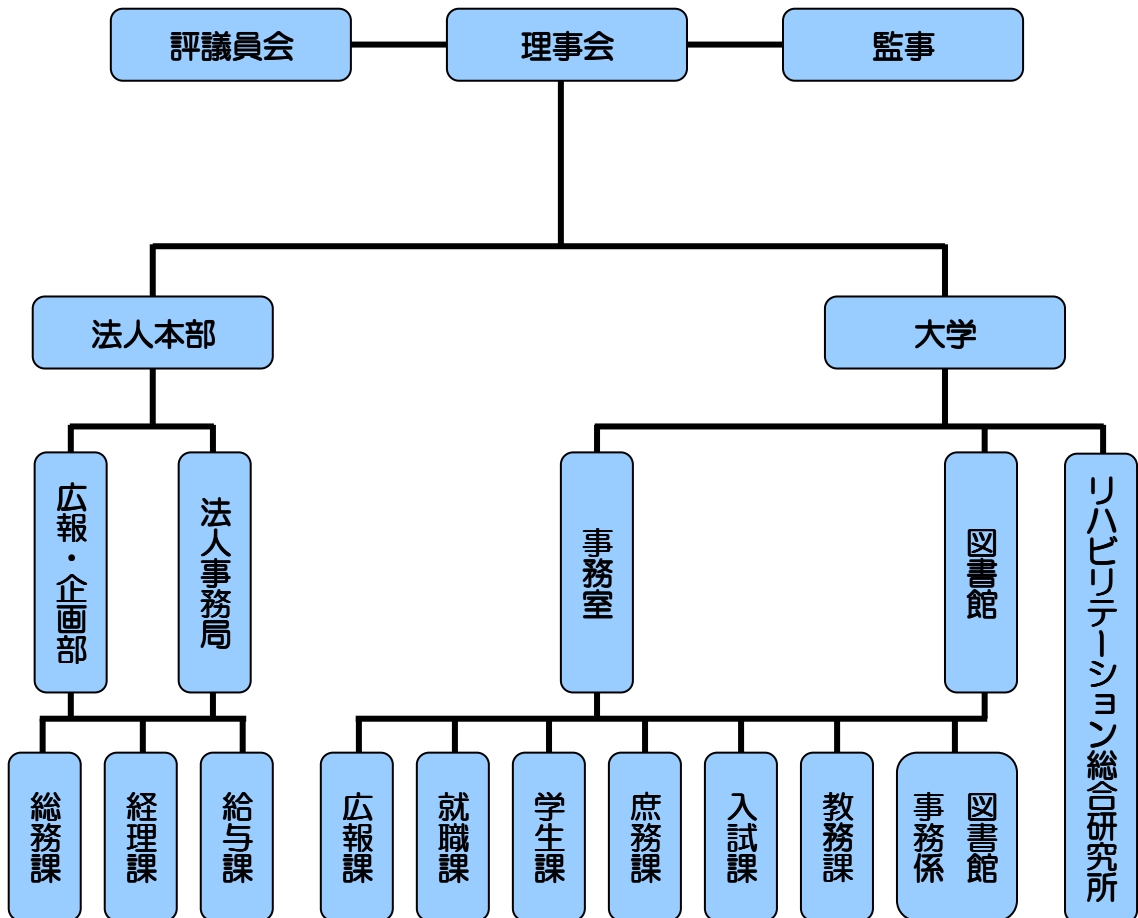 評議員会
理事会
監事
法人本部
大学
広報・企画部
法人事務局
事務室
図書館
リハビリテーション総合研究所
総務課
経理課
給与課
広報課
就職課
学生課
庶務課
入試課
教務課
図書館
事務係